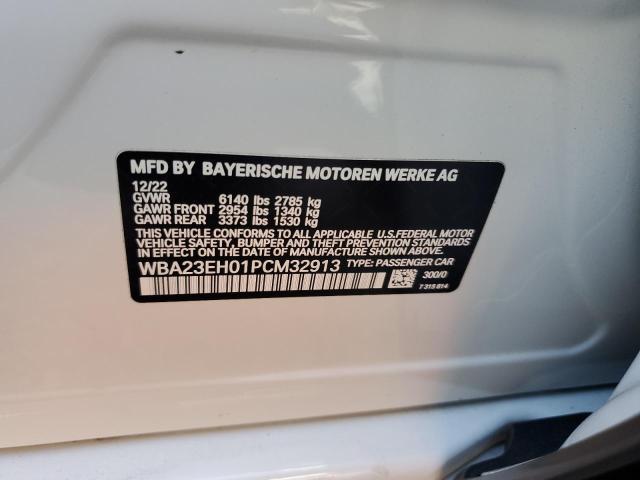 MFD BY BAYERISCHE MOTOREN WERKE AG
12/22
GVWR 6140 lbs 2785 kg
GAWR FRONT 2954 lbs 1340 kg
GAWR REAR 3373 lbs 1530 kg
THIS VEHICLE CONFORMS TO ALL APPLICABLE U.S.FEDERAL MOTOR
VEHICLE SAFETY, BUMPER, AND THEFT PREVENTION STANDARDS
IN EFFECT ON THE DATE OF MANUFACTURE SHOWN ABOVE.
WBA23EH01PCM32913 TYPE: PASSENGER CAR
300/0
7 315 814